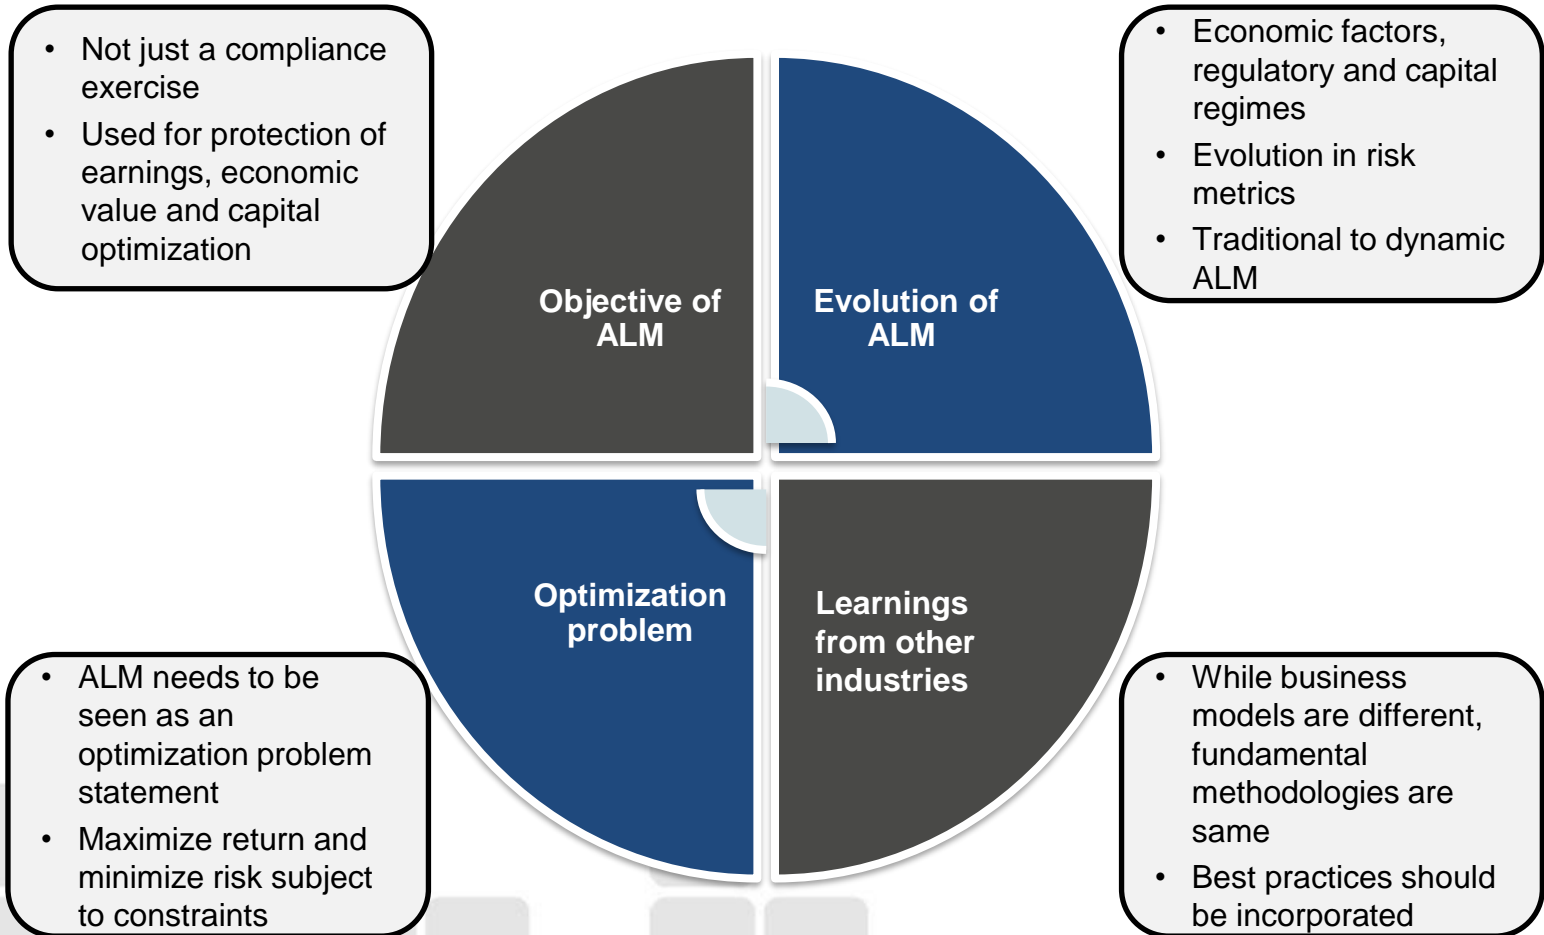 • Not just a compliance
exercise
• Used for protection of
earnings, economic
value and capital
optimization
• Economic factors,
regulatory and capital
regimes
• Evolution in risk
metrics
• Traditional to dynamic
ALM
Objective of
ALM
Evolution of
ALM
Optimization
problem
Learnings
from other
industries
• ALM needs to be
seen as an
optimization problem
statement
• Maximize return and
minimize risk subject
to constraints
• While business
models are different,
fundamental
methodologies are
same
• Best practices should
be incorporated